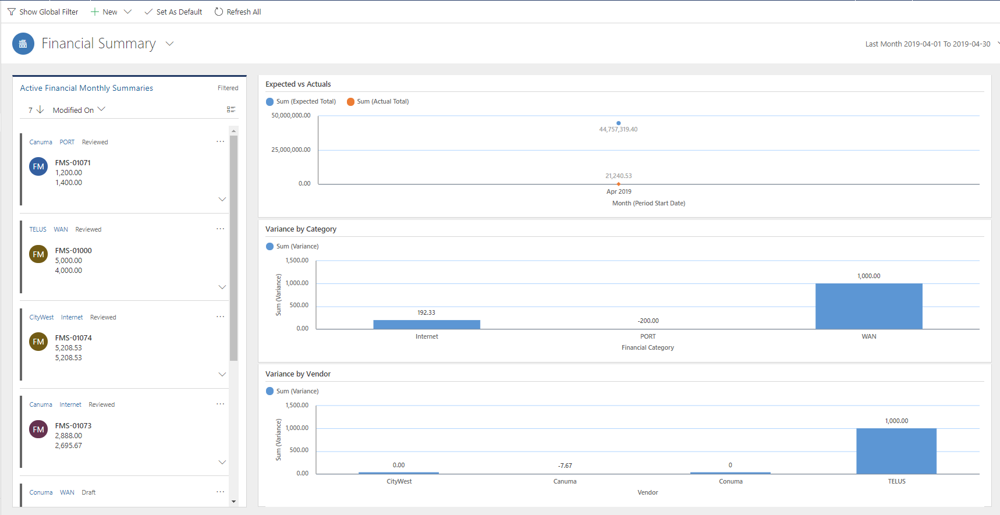 Show Global Filter New Set As Default Refresh All
Financial Summary
Last Month 2019-04-01 To 2019-04-30
Active Financial Monthly Summaries Filtered
7 Modified On
Canuma PORT Reviewed
FM
FMS-01071
1,200.00
1,400.00
TELUS WAN Reviewed
FM
FMS-01000
5,000.00
4,000.00
CityWest Internet Reviewed
FM
FMS-01074
5,208.53
5,208.53
Canuma Internet Reviewed
FM
FMS-01073
2,888.00
2,695.67
Conuma WAN Draft
Expected vs Actuals
Sum (Expected Total) Sum (Actual Total)
50,000,000.00
44,757,319.40
25,000,000.00
21,240.53
0.00
Apr 2019
Month (Period Start Date)
Variance by Category
Sum (Variance)
1,500.00
1,000.00
500.00
0.00
Sum (Variance)
192.33
-200.00
1,000.00
Internet PORT WAN
Financial Category
Variance by Vendor
Sum (Variance)
1,500.00
1,000.00
500.00
0.00
Sum (Variance)
0.00
-7.67
0
1,000.00
CityWest Canuma Conuma TELUS
Vendor